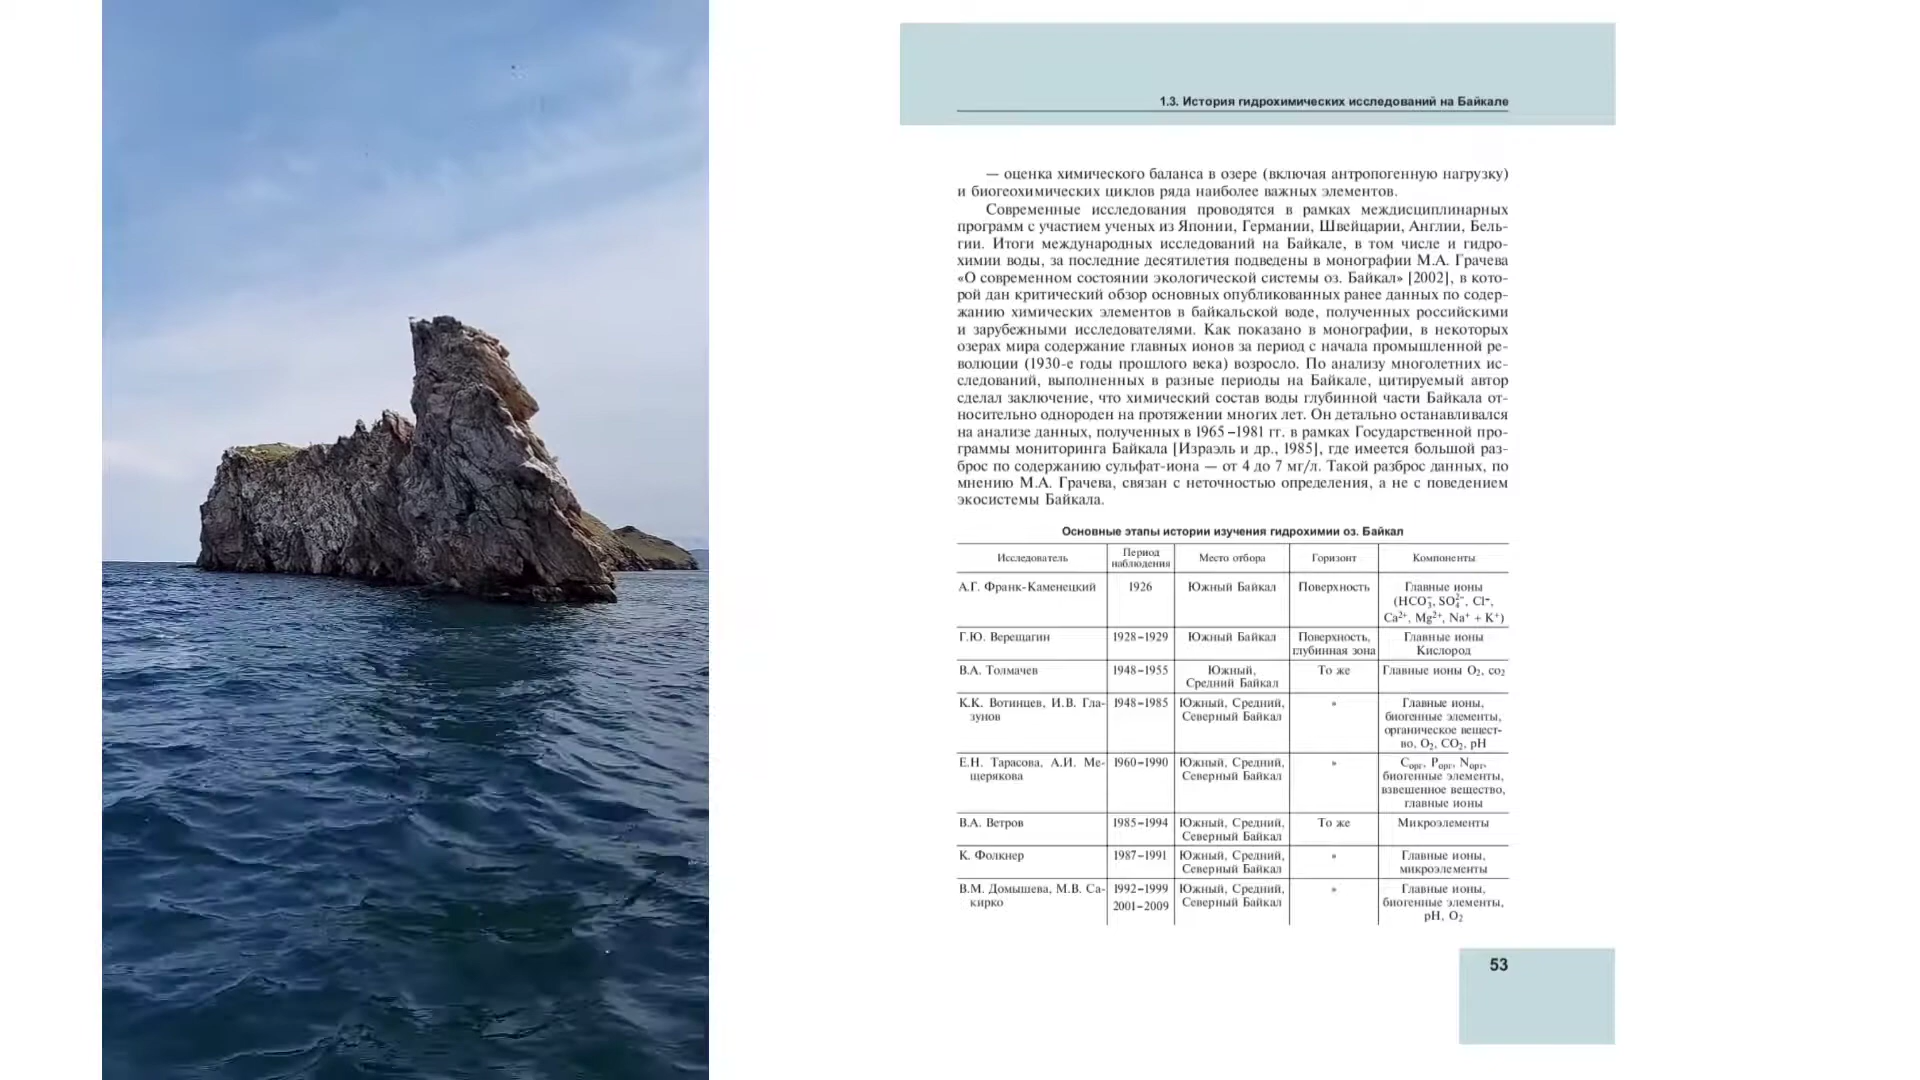 1.3. История гидрохимических исследований на Байкале
— оценка химического баланса в озере (включая антропогенную нагрузку)
и биогеохимических циклов ряда наиболее важных элементов.
Современные исследования проводятся в рамках междисциплинарных
программ с участием ученых из Японии, Германии, Швейцарии, Англии, Бель-
гии. Итоги международных исследований на Байкале, в том числе и гидро-
химии воды, за последние десятилетия подведены в монографии М.А. Грачева
«О современном состоянии экологической системы оз. Байкал» [2002], в кото-
рой дан критический обзор основных опубликованных ранее данных по содер-
жанию химических элементов в байкальской воде, полученных российскими
и зарубежными исследователями. Как показано в монографии, в некоторых
озерах мира содержание главных ионов за период с начала промышленной ре-
волюции (1930-е годы прошлого века) возросло. По анализу многолетних ис-
следований, выполненных в разные периоды на Байкале, цитируемый автор
сделал заключение, что химический состав воды глубинной части Байкала от-
носительно однороден на протяжении многих лет. Он детально останавливался
на анализе данных, полученных в 1965–1981 гг. в рамках Государственной про-
граммы мониторинга Байкала [Израэль и др., 1985], где имеется большой раз-
брос по содержанию сульфат-иона — от 4 до 7 мг/л. Такой разброс данных, по
мнению М.А. Грачева, связан с неточностью определения, а не с поведением
экосистемы Байкала.
Основные этапы истории изучения гидрохимии оз. Байкал
Исследователь Период наблюдения Место отбора Горизонт Компоненты
А.Г. Франк-Каменецкий 1926 Южный Байкал Поверхность Главные ионы
(HCO₃⁻, SO₄²⁻, Cl⁻,
Ca²⁺, Mg²⁺, Na⁺ + K⁺)
Г.Ю. Верещагин 1928–1929 Южный Байкал Поверхность, Главные ионы
глубинная зона Кислород
В.А. Толмачев 1948–1955 Южный, То же Главные ионы O₂, co₂
Средний Байкал
К.К. Вотинцев, И.В. Гла- 1948–1985 Южный, Средний, » Главные ионы,
зунов Северный Байкал биогенные элементы,
органическое вещест-
во, O₂, CO₂, pH
Е.Н. Тарасова, А.И. Ме- 1960–1990 Южный, Средний, » Cорг, Pорг, Nорг,
щерякова Северный Байкал биогенные элементы,
взвешенное вещество,
главные ионы
В.А. Ветров 1985–1994 Южный, Средний, То же Микроэлементы
Северный Байкал
К. Фолкнер 1987–1991 Южный, Средний, » Главные ионы,
Северный Байкал микроэлементы
В.М. Домышева, М.В. Са- 1992–1999 Южный, Средний, » Главные ионы,
кирко 2001–2009 Северный Байкал биогенные элементы,
pH, O₂
53